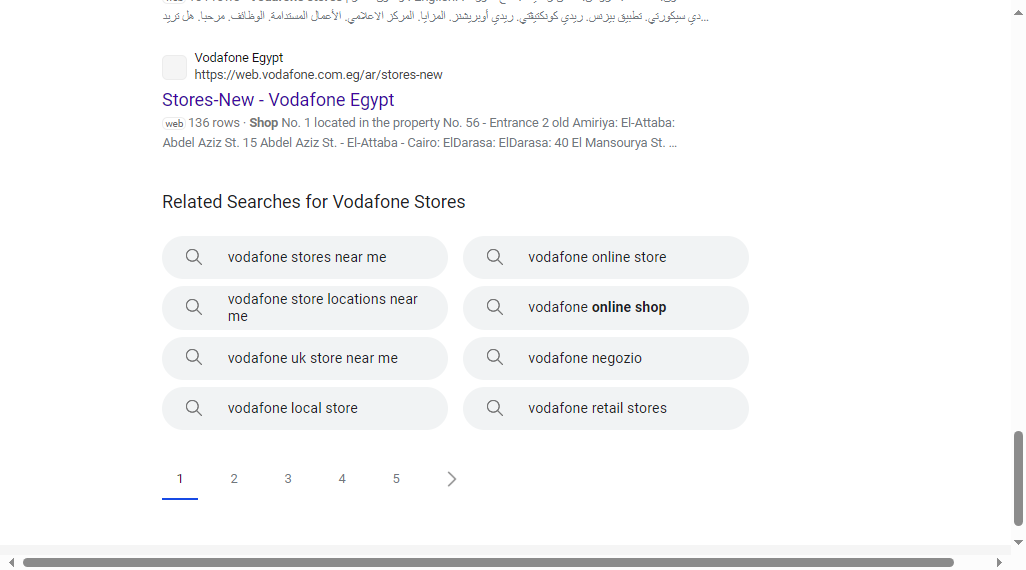 دي سيكورتي. تطبيق بيزنس. ريدي كونكتيڤتي. ريدي أوبريشنز. المزايا. المركز الاعلامي. الأعمال المستدامة. الوظائف. مرحبا. هل تريد...
Vodafone Egypt
https://web.vodafone.com.eg/ar/stores-new
Stores-New - Vodafone Egypt
web 136 rows · Shop No. 1 located in the property No. 56 - Entrance 2 old Amiriya: El-Attaba:
Abdel Aziz St. 15 Abdel Aziz St. - El-Attaba - Cairo: ElDarasa: ElDarasa: 40 El Mansourya St. ...
Related Searches for Vodafone Stores
vodafone stores near me
vodafone online store
vodafone store locations near
me
vodafone online shop
vodafone uk store near me
vodafone negozio
vodafone local store
vodafone retail stores
1 2 3 4 5